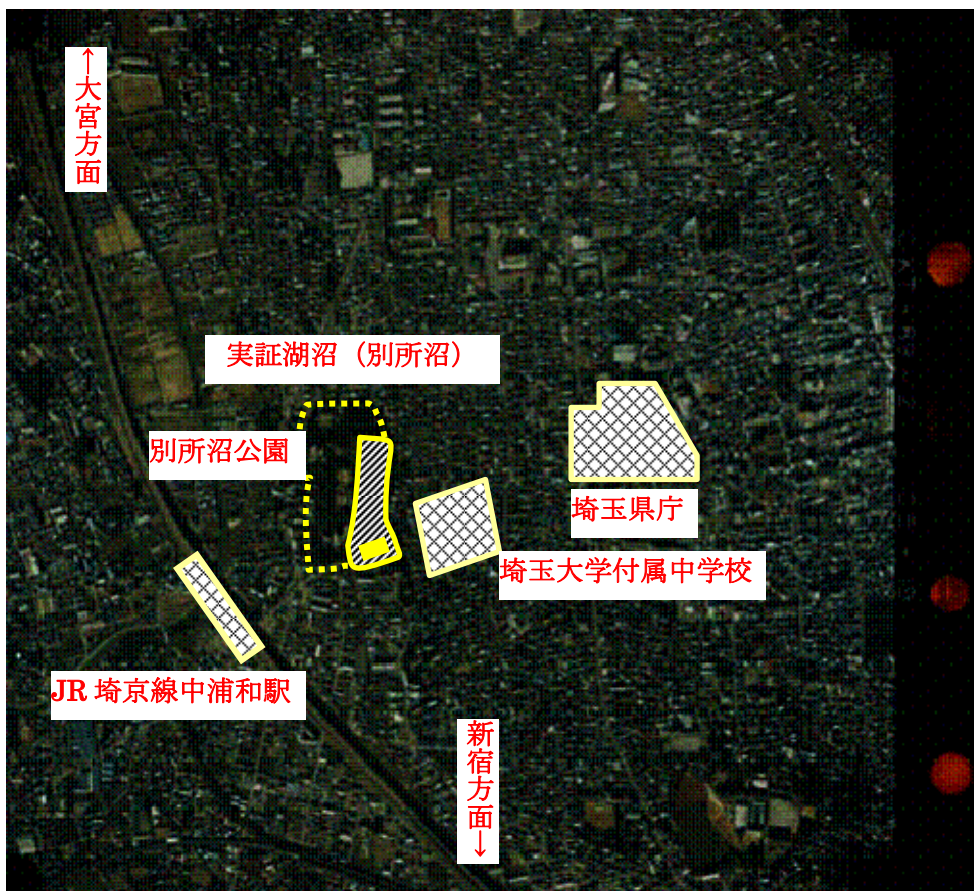 ↑大宮方面
実証湖沼（別所沼）
別所沼公園
埼玉県庁
埼玉大学付属中学校
JR 埼京線中浦和駅
新宿方面↓